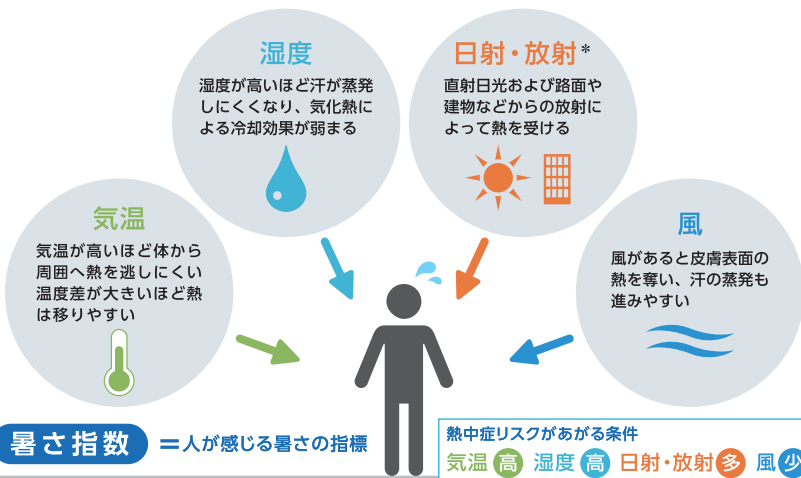 湿度
湿度が高いほど汗が蒸発
しにくくなり、気化熱に
よる冷却効果が弱まる
日射・放射*
直射日光および路面や
建物などからの放射に
よって熱を受ける
気温
気温が高いほど体から
周囲へ熱を逃しにくい
温度差が大きいほど熱
は移りやすい
風
風があると皮膚表面の
熱を奪い、汗の蒸発も
進みやすい
暑さ指数 =人が感じる暑さの指標
熱中症リスクがあがる条件
気温 高 湿度 高 日射・放射 多 風 少